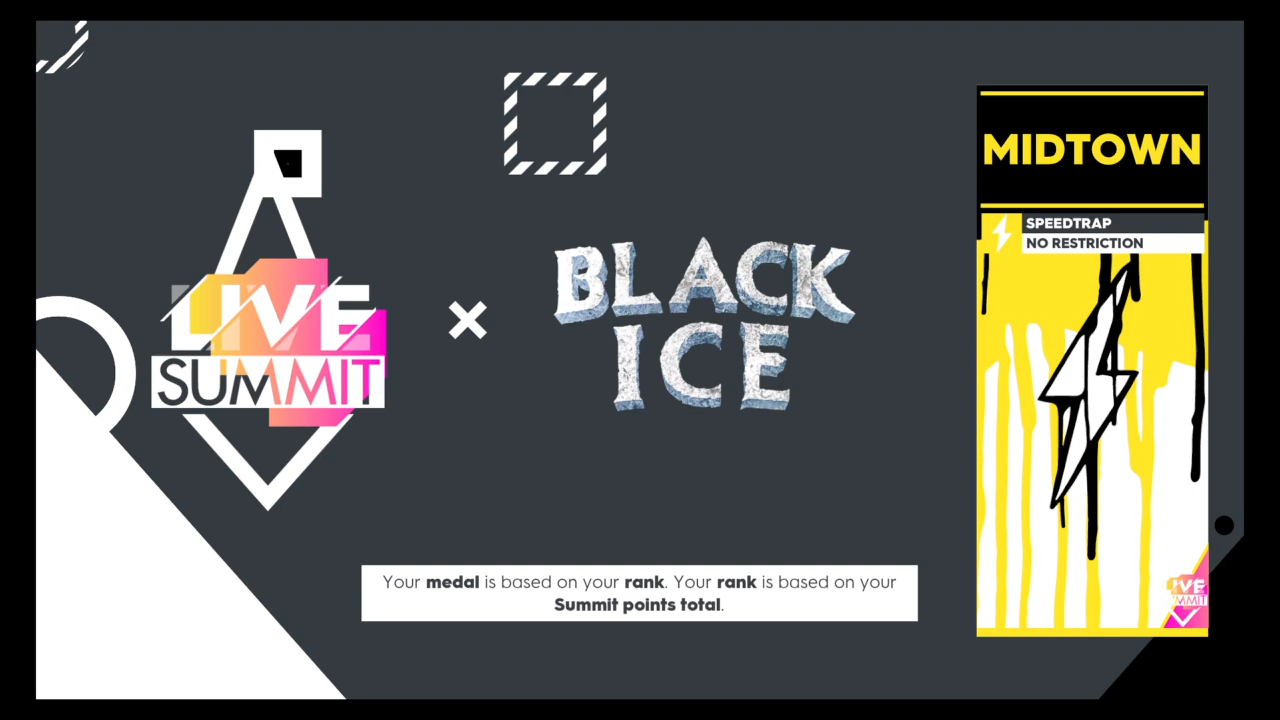 LIVE
SUMMIT
×
BLACK
ICE
MIDTOWN
SPEEDTRAP
NO RESTRICTION
Your medal is based on your rank. Your rank is based on your
Summit points total.